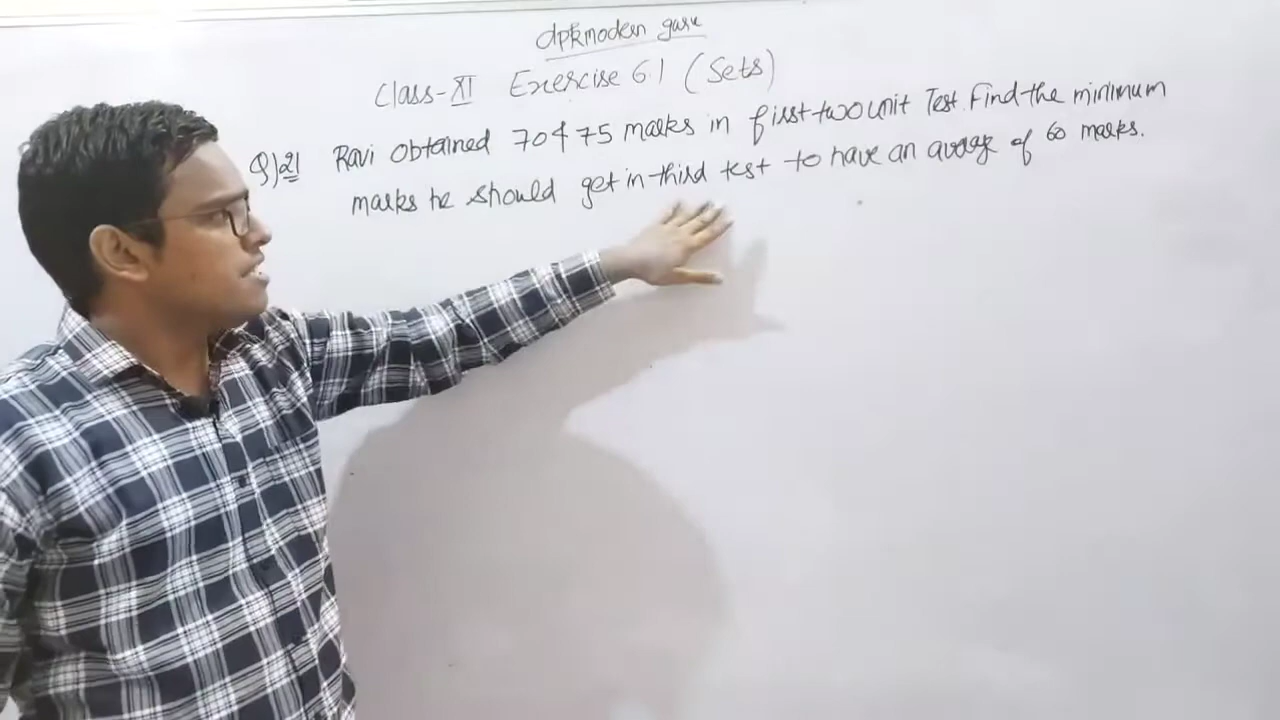 dpkmodern guru
Class-XI Exercise 6.1 (Sets)
Q)21 Ravi obtained 70 & 75 marks in first two unit Test. Find the minimum
marks he should get in third test to have an average of 60 marks.